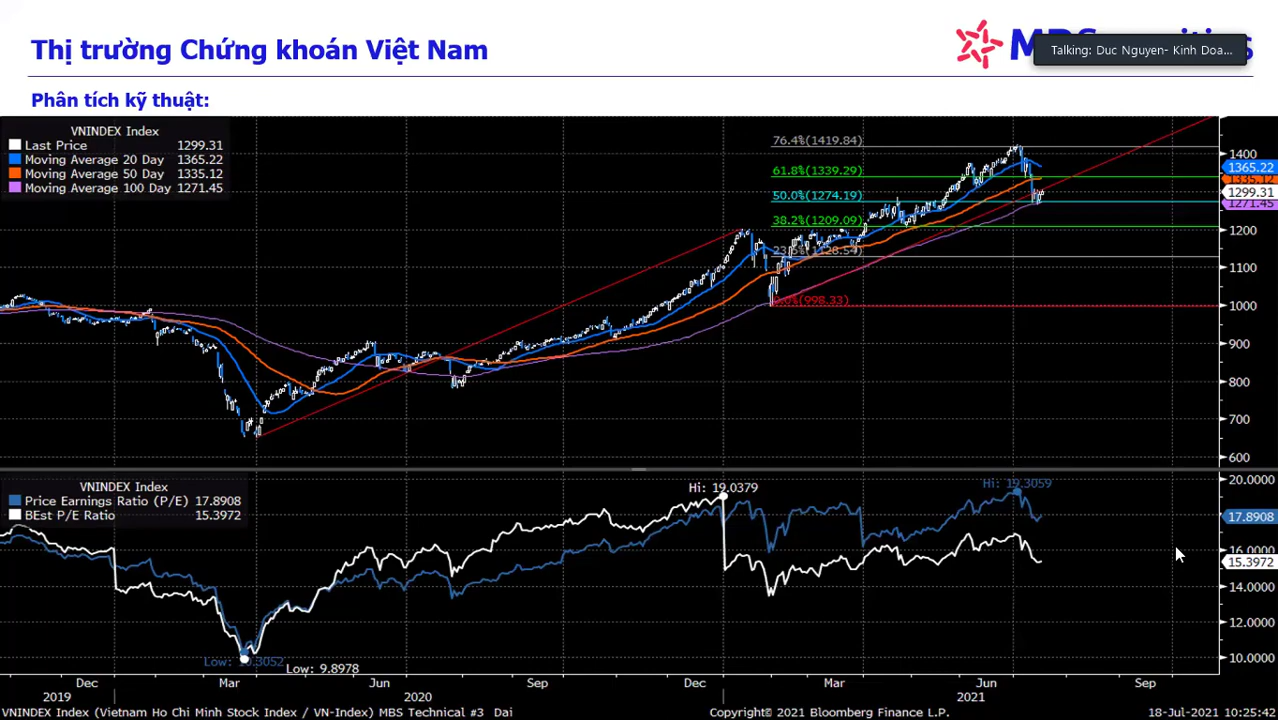 Thị trường Chứng khoán Việt Nam
Talking: Duc Nguyen- Kinh Doa...
Phân tích kỹ thuật:
VNINDEX Index
Last Price 1299.31
Moving Average 20 Day 1365.22
Moving Average 50 Day 1335.12
Moving Average 100 Day 1271.45
76.4%(1419.84)
61.8%(1339.29)
50.0%(1274.19)
38.2%(1209.09)
(998.33)
1400
1365.22
1335.12
1299.31
1271.45
1200
1100
1000
900
800
700
600
VNINDEX Index
Price Earnings Ratio (P/E) 17.8908
BEst P/E Ratio 15.3972
Hi: 19.0379
Hi: 19.3059
Low: 9.8978
20.0000
17.8908
16.0000
15.3972
14.0000
12.0000
10.0000
Dec Mar Jun Sep Dec Mar Jun Sep
2019 2020 2021
VNINDEX Index (Vietnam Ho Chi Minh Stock Index / VN-Index) MBS Technical #3 Dai Copyright© 2021 Bloomberg Finance L.P. 18-Jul-2021 10:25:42